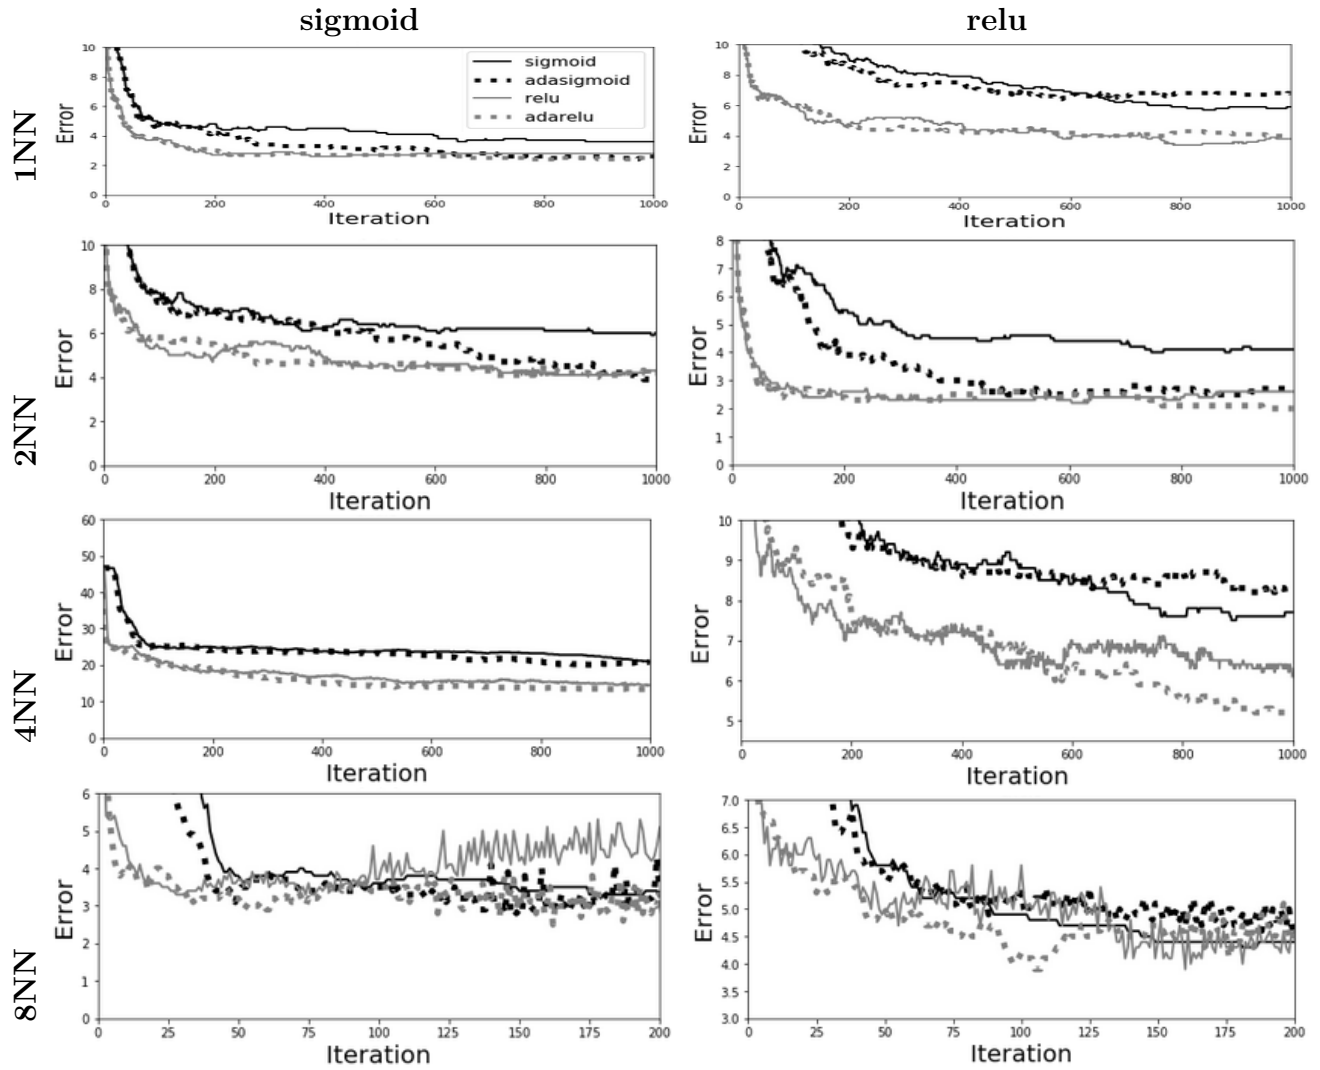 sigmoid relu
1NN
10
8
6
4
2
0
Error
0 200 400 600 800 1000
Iteration
sigmoid
adasigmoid
relu
adarelu
10
8
6
4
2
0
Error
0 200 400 600 800 1000
Iteration
2NN
10
8
6
4
2
0
Error
0 200 400 600 800 1000
Iteration
8
7
6
5
4
3
2
1
0
Error
0 200 400 600 800 1000
Iteration
4NN
60
50
40
30
20
10
0
Error
0 200 400 600 800 1000
Iteration
10
9
8
7
6
5
Error
0 200 400 600 800 1000
Iteration
8NN
6
5
4
3
2
1
0
Error
0 25 50 75 100 125 150 175 200
Iteration
7.0
6.5
6.0
5.5
5.0
4.5
4.0
3.5
3.0
Error
0 25 50 75 100 125 150 175 200
Iteration